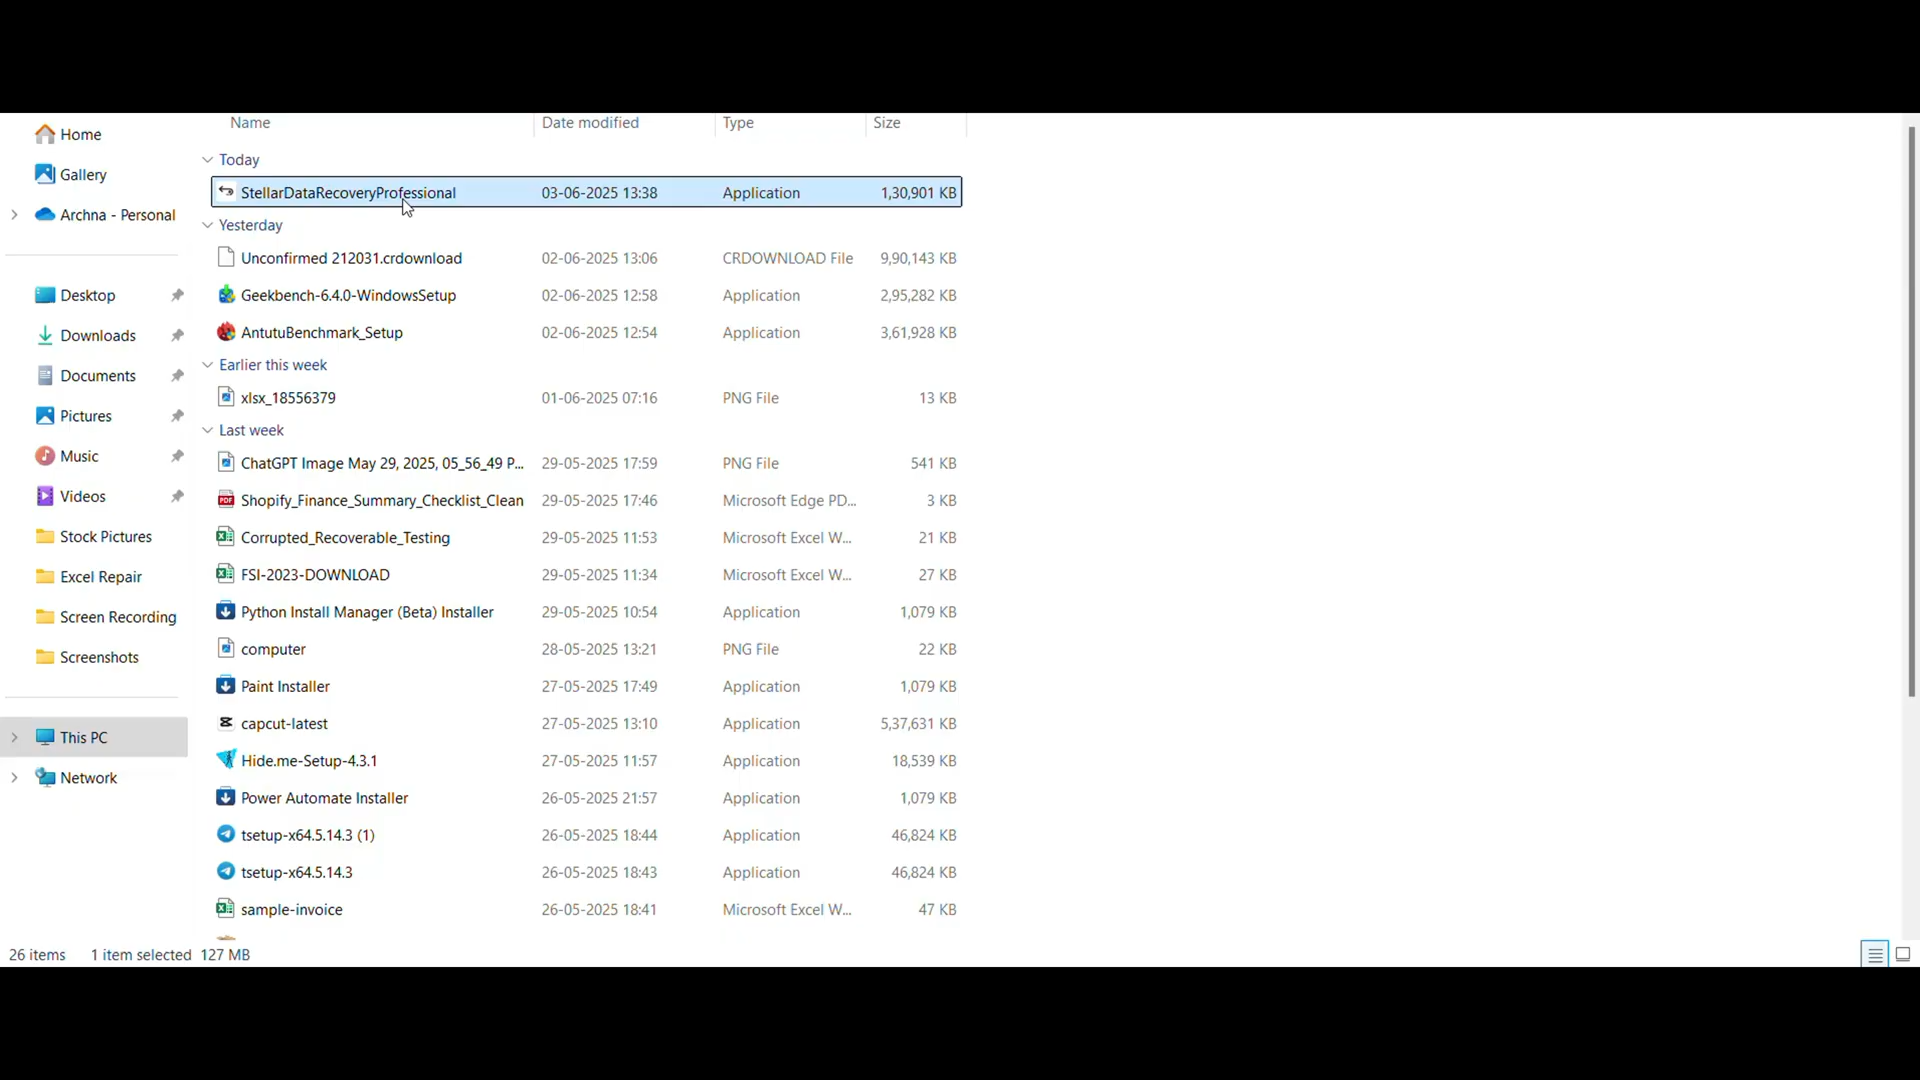 Home
Gallery
Archna - Personal
Desktop
Downloads
Documents
Pictures
Music
Videos
Stock Pictures
Excel Repair
Screen Recording
Screenshots
This PC
Network
Name Date modified Type Size
Today
StellarDataRecoveryProfessional 03-06-2025 13:38 Application 1,30,901 KB
Yesterday
Unconfirmed 212031.crdownload 02-06-2025 13:06 CRDOWNLOAD File 9,90,143 KB
Geekbench-6.4.0-WindowsSetup 02-06-2025 12:58 Application 2,95,282 KB
AntutuBenchmark_Setup 02-06-2025 12:54 Application 3,61,928 KB
Earlier this week
xlsx_18556379 01-06-2025 07:16 PNG File 13 KB
Last week
ChatGPT Image May 29, 2025, 05_56_49 P... 29-05-2025 17:59 PNG File 541 KB
PDF Shopify_Finance_Summary_Checklist_Clean 29-05-2025 17:46 Microsoft Edge PD... 3 KB
Corrupted_Recoverable_Testing 29-05-2025 11:53 Microsoft Excel W... 21 KB
FSI-2023-DOWNLOAD 29-05-2025 11:34 Microsoft Excel W... 27 KB
Python Install Manager (Beta) Installer 29-05-2025 10:54 Application 1,079 KB
computer 28-05-2025 13:21 PNG File 22 KB
Paint Installer 27-05-2025 17:49 Application 1,079 KB
capcut-latest 27-05-2025 13:10 Application 5,37,631 KB
Hide.me-Setup-4.3.1 27-05-2025 11:57 Application 18,539 KB
Power Automate Installer 26-05-2025 21:57 Application 1,079 KB
tsetup-x64.5.14.3 (1) 26-05-2025 18:44 Application 46,824 KB
tsetup-x64.5.14.3 26-05-2025 18:43 Application 46,824 KB
sample-invoice 26-05-2025 18:41 Microsoft Excel W... 47 KB
26 items 1 item selected 127 MB